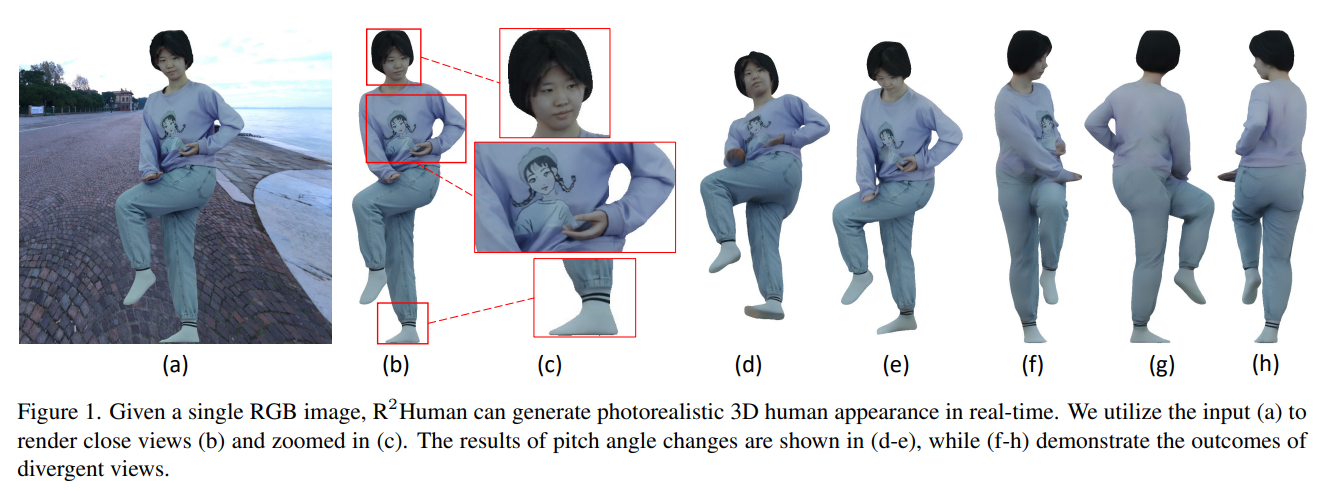 (a) (b) (c) (d) (e) (f) (g) (h)
Figure 1. Given a single RGB image, R²Human can generate photorealistic 3D human appearance in real-time. We utilize the input (a) to
render close views (b) and zoomed in (c). The results of pitch angle changes are shown in (d-e), while (f-h) demonstrate the outcomes of
divergent views.